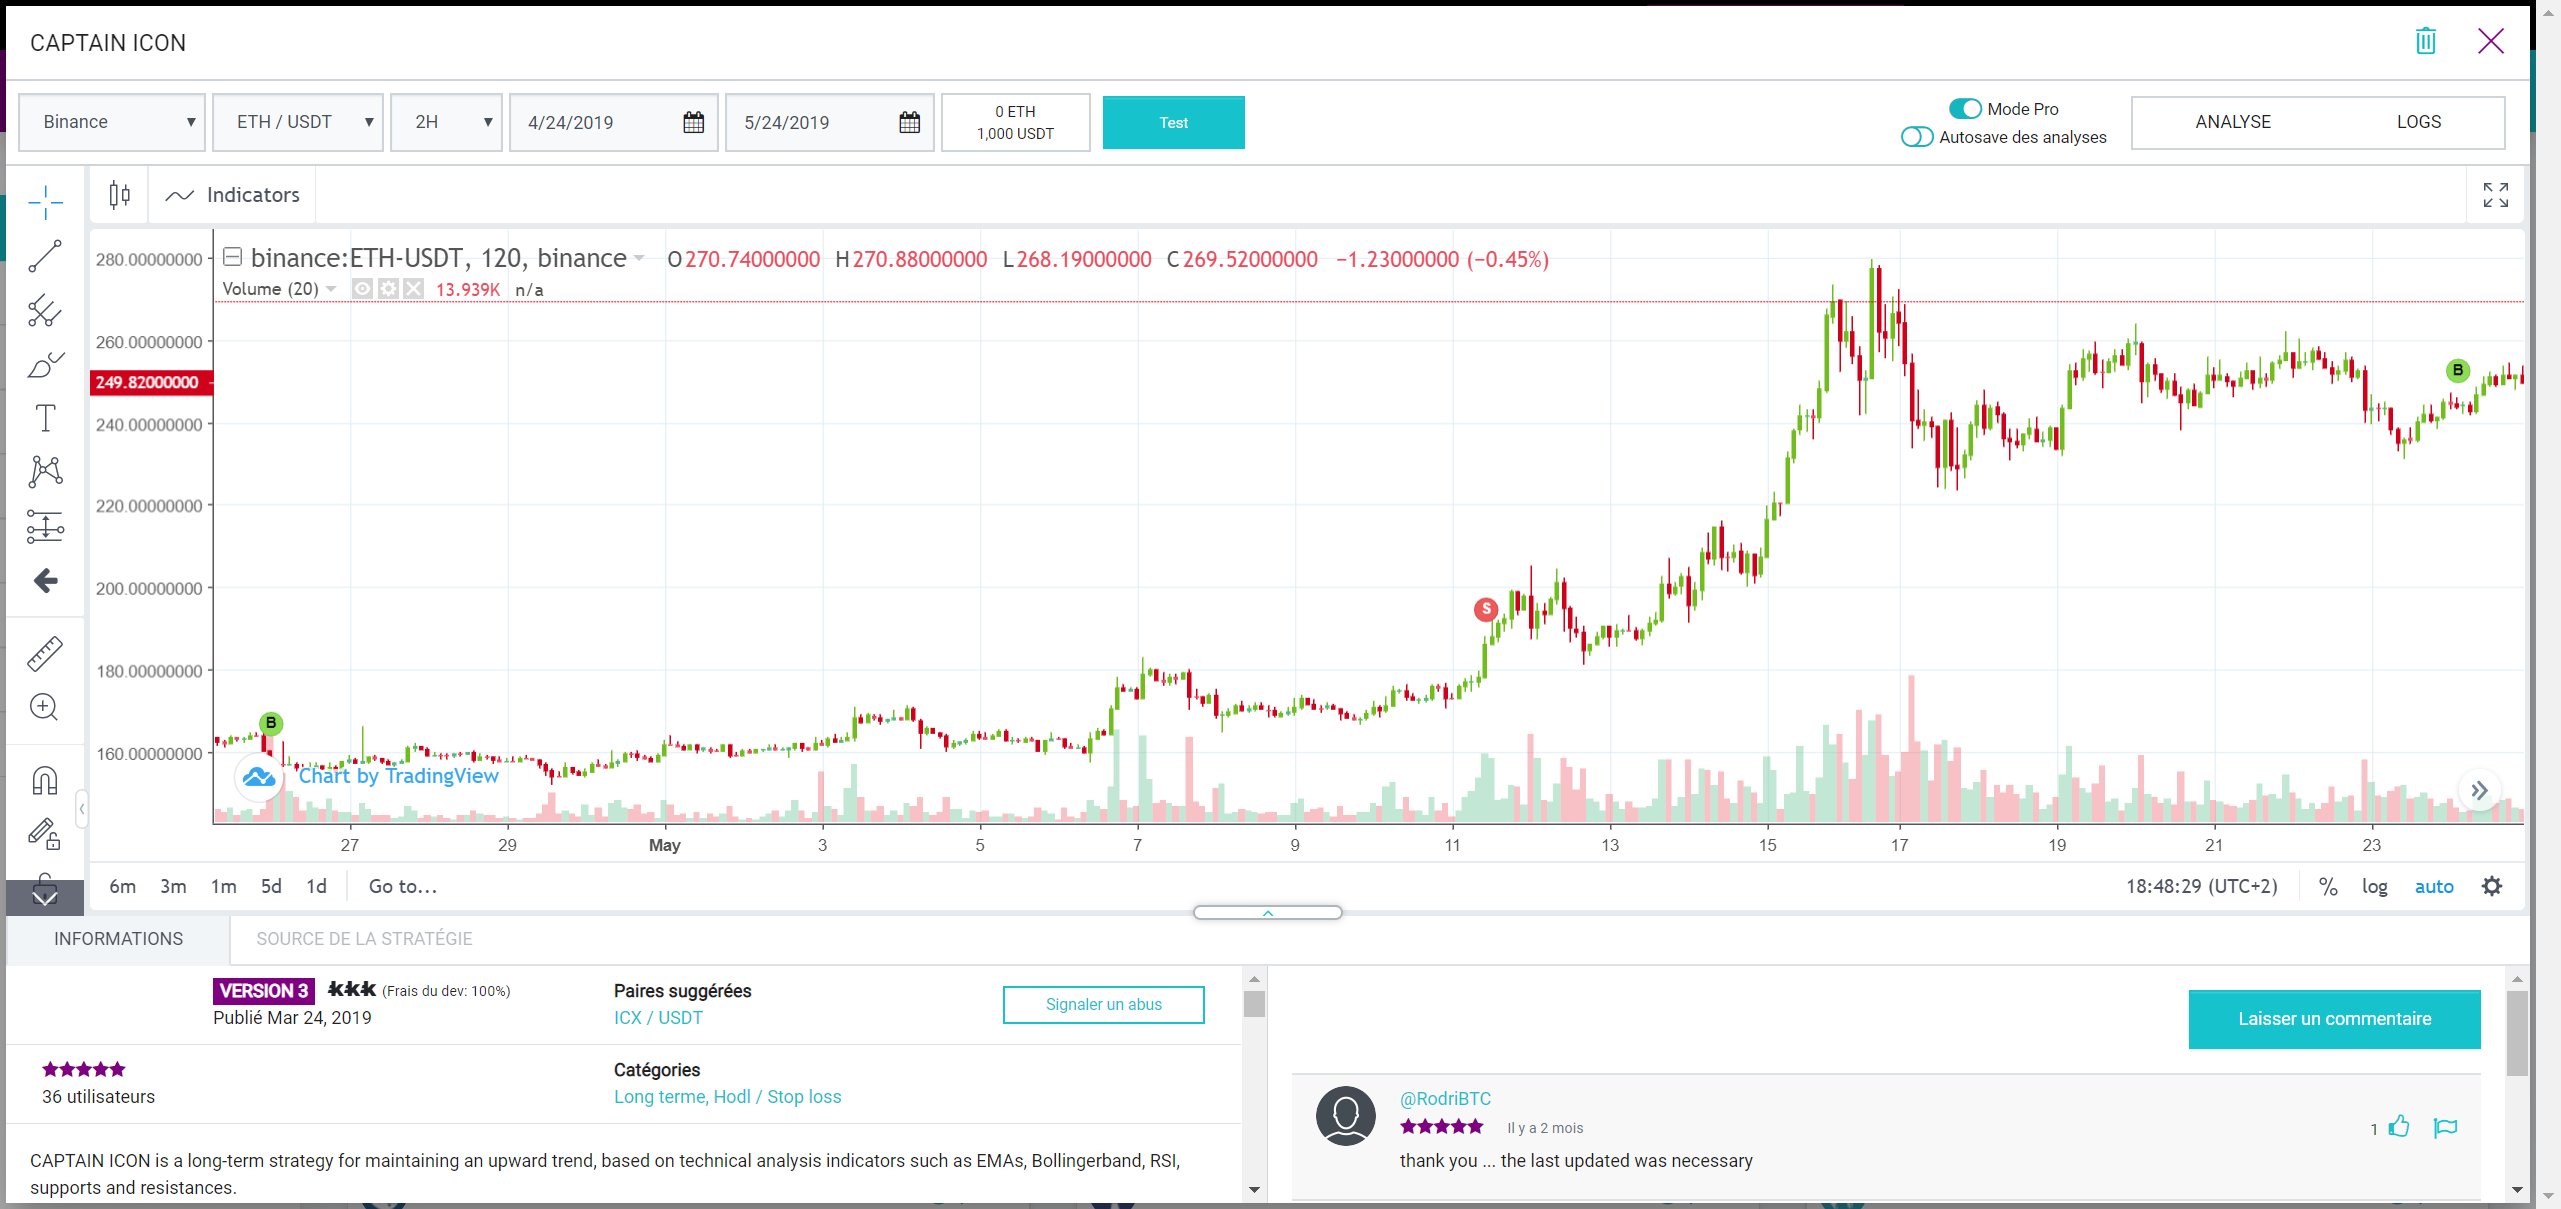 CAPTAIN ICON
Binance ETH / USDT 2H 4/24/2019 5/24/2019 0 ETH
1,000 USDT Test
Mode Pro
Autosave des analyses
ANALYSE LOGS
Indicators
binance:ETH-USDT, 120, binance O270.74000000 H270.88000000 L268.19000000 C269.52000000 −1.23000000 (−0.45%)
Volume (20) 13.939K n/a
280.00000000
260.00000000
249.82000000
240.00000000
220.00000000
200.00000000
180.00000000
160.00000000
B
S
B
Chart by TradingView
27 29 May 3 5 7 9 11 13 15 17 19 21 23
6m 3m 1m 5d 1d Go to... 18:48:29 (UTC+2) % log auto
INFORMATIONS SOURCE DE LA STRATÉGIE
VERSION 3 kkk (Frais du dev: 100%)
Publié Mar 24, 2019
Paires suggérées
ICX / USDT
Signaler un abus
36 utilisateurs
Catégories
Long terme, Hodl / Stop loss
CAPTAIN ICON is a long-term strategy for maintaining an upward trend, based on technical analysis indicators such as EMAs, Bollingerband, RSI,
supports and resistances.
Laisser un commentaire
@RodriBTC
Il y a 2 mois
1
thank you ... the last updated was necessary